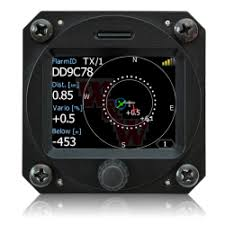 FlarmID TX/1
DD9C78
Dist. [km]
0.85
Vario [%]
+0.5
Below [+]
-453
N
S
+0.5